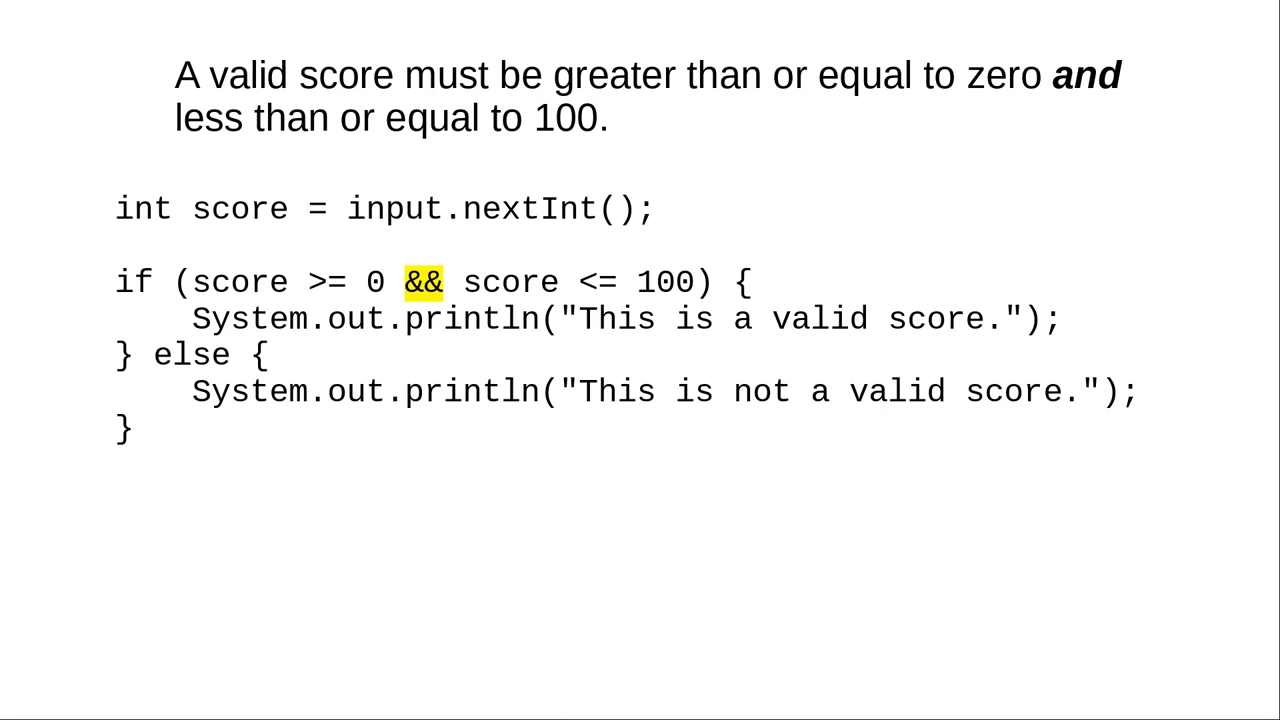 A valid score must be greater than or equal to zero and
less than or equal to 100.
int score = input.nextInt();
if (score >= 0 && score <= 100) {
    System.out.println("This is a valid score.");
} else {
    System.out.println("This is not a valid score.");
}